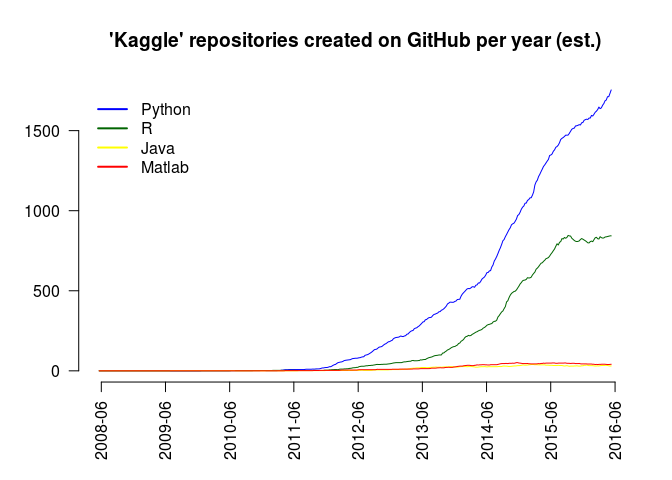 'Kaggle' repositories created on GitHub per year (est.)
Python
R
Java
Matlab
1500
1000
500
0
2008-06
2009-06
2010-06
2011-06
2012-06
2013-06
2014-06
2015-06
2016-06